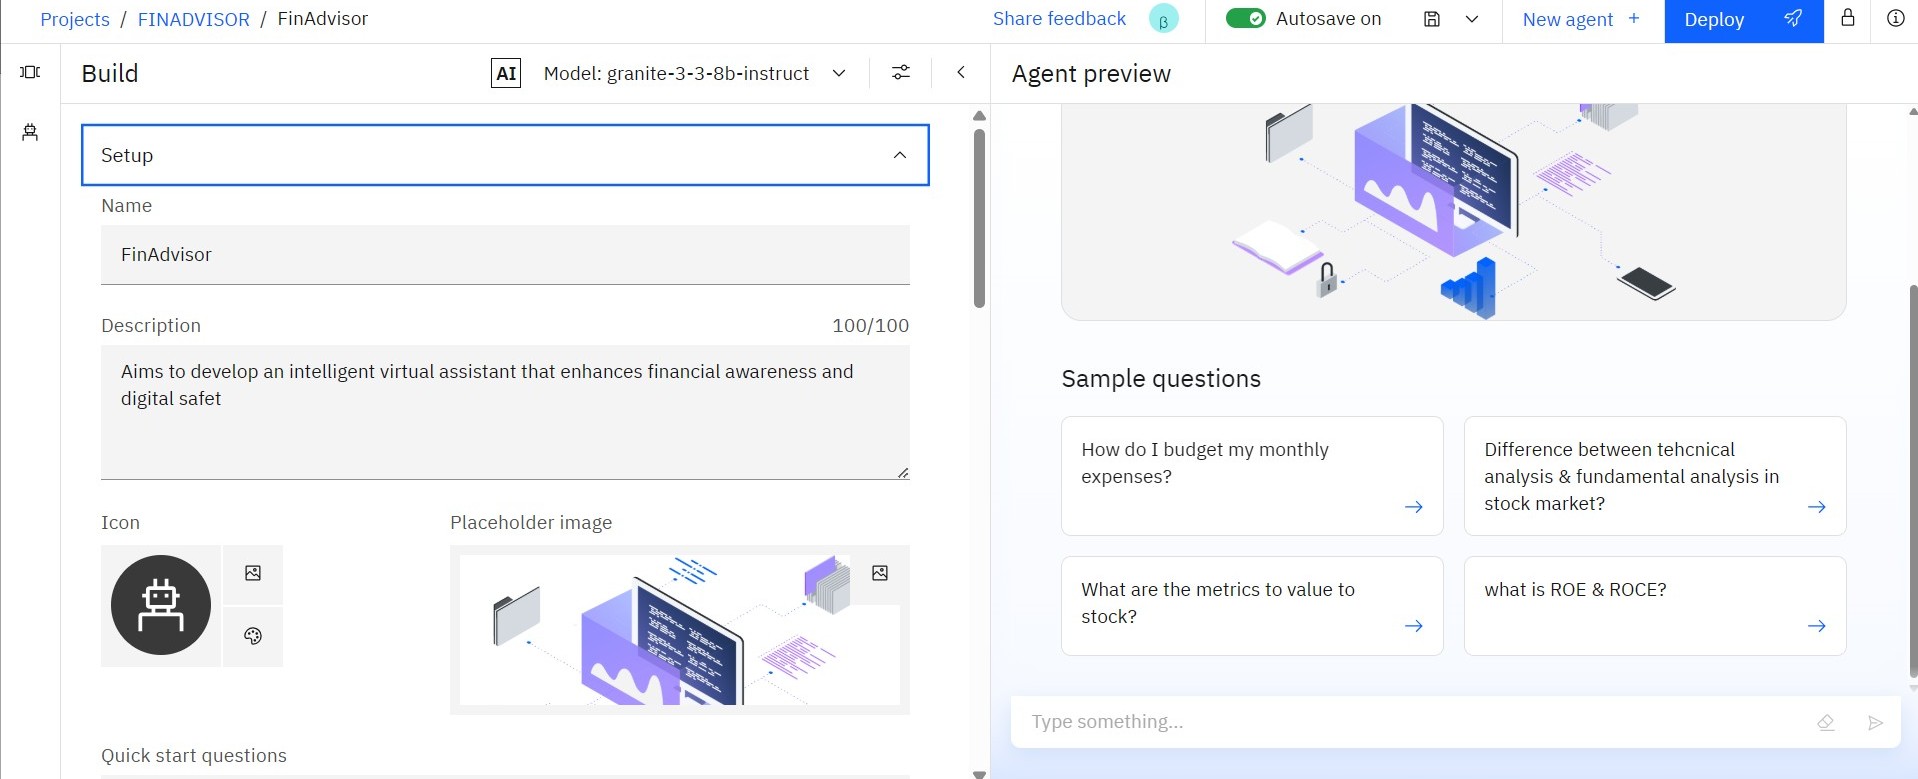 Projects / FINADVISOR / FinAdvisor
Share feedback β Autosave on New agent + Deploy
Build AI Model: granite-3-3-8b-instruct Agent preview
Setup
Name
FinAdvisor
Description 100/100
Aims to develop an intelligent virtual assistant that enhances financial awareness and
digital safet
Icon Placeholder image
Quick start questions
Sample questions
How do I budget my monthly
expenses?
Difference between tehcnical
analysis & fundamental analysis in
stock market?
What are the metrics to value to
stock?
what is ROE & ROCE?
Type something...